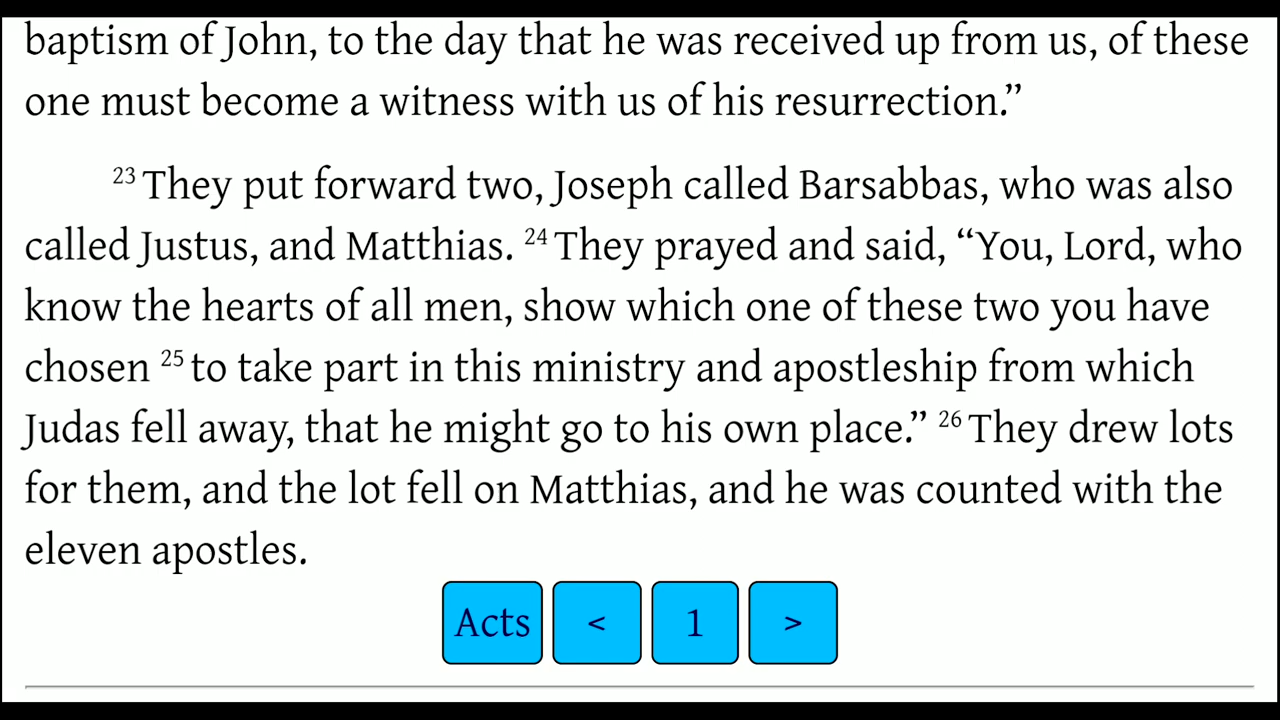 baptism of John, to the day that he was received up from us, of these
one must become a witness with us of his resurrection.”
23 They put forward two, Joseph called Barsabbas, who was also
called Justus, and Matthias. 24 They prayed and said, “You, Lord, who
know the hearts of all men, show which one of these two you have
chosen 25 to take part in this ministry and apostleship from which
Judas fell away, that he might go to his own place.” 26 They drew lots
for them, and the lot fell on Matthias, and he was counted with the
eleven apostles.
Acts < 1 >